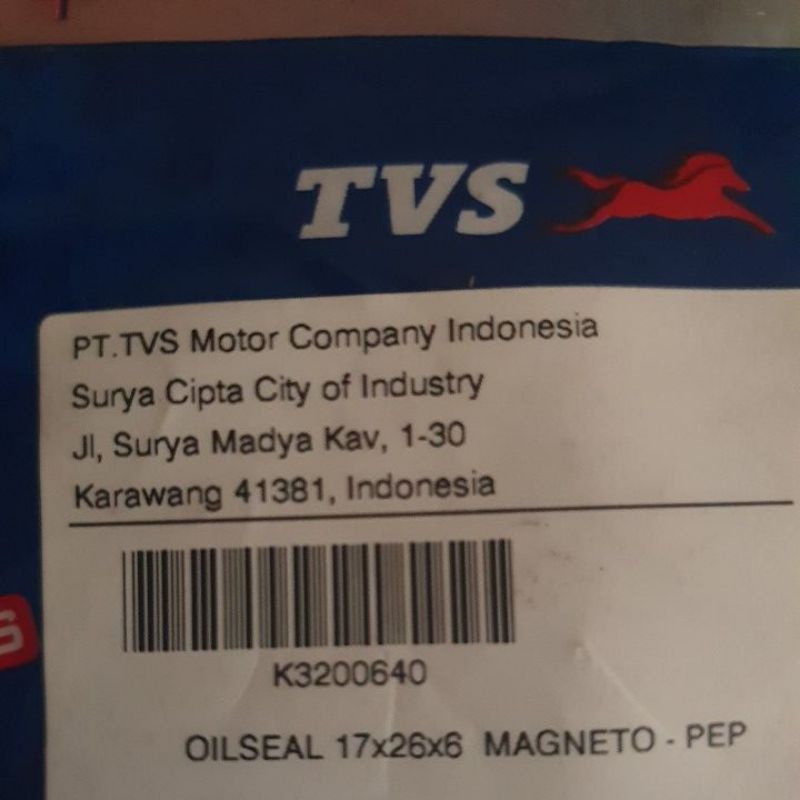 TVS
PT.TVS Motor Company Indonesia
Surya Cipta City of Industry
Jl, Surya Madya Kav, 1-30
Karawang 41381, Indonesia
K3200640
OILSEAL 17x26x6 MAGNETO - PEP